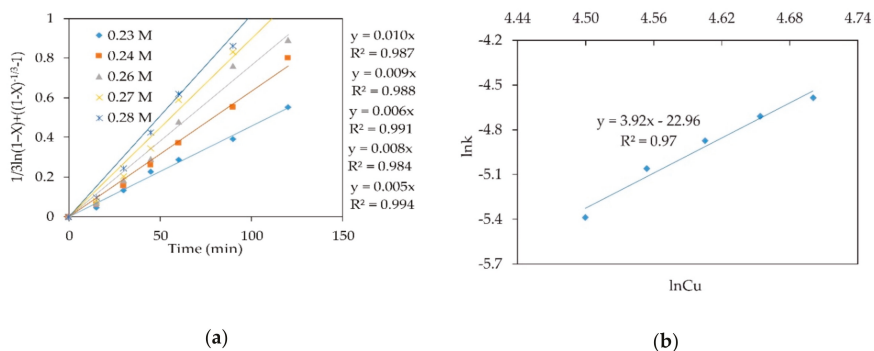 1/3ln(1−X)+((1-X)-1/3-1)
1
0.8
0.6
0.4
0.2
0
0
50
100
150
Time (min)
0.23 M
0.24 M
0.26 M
0.27 M
0.28 M
y = 0.010x
R² = 0.987
y = 0.009x
R² = 0.988
y = 0.006x
R² = 0.991
y = 0.008x
R² = 0.984
y = 0.005x
R² = 0.994
(a)
4.44
4.50
4.56
4.62
4.68
4.74
-4.2
-4.5
-4.8
-5.1
-5.4
-5.7
lnk
y = 3.92x - 22.96
R² = 0.97
lnCu
(b)